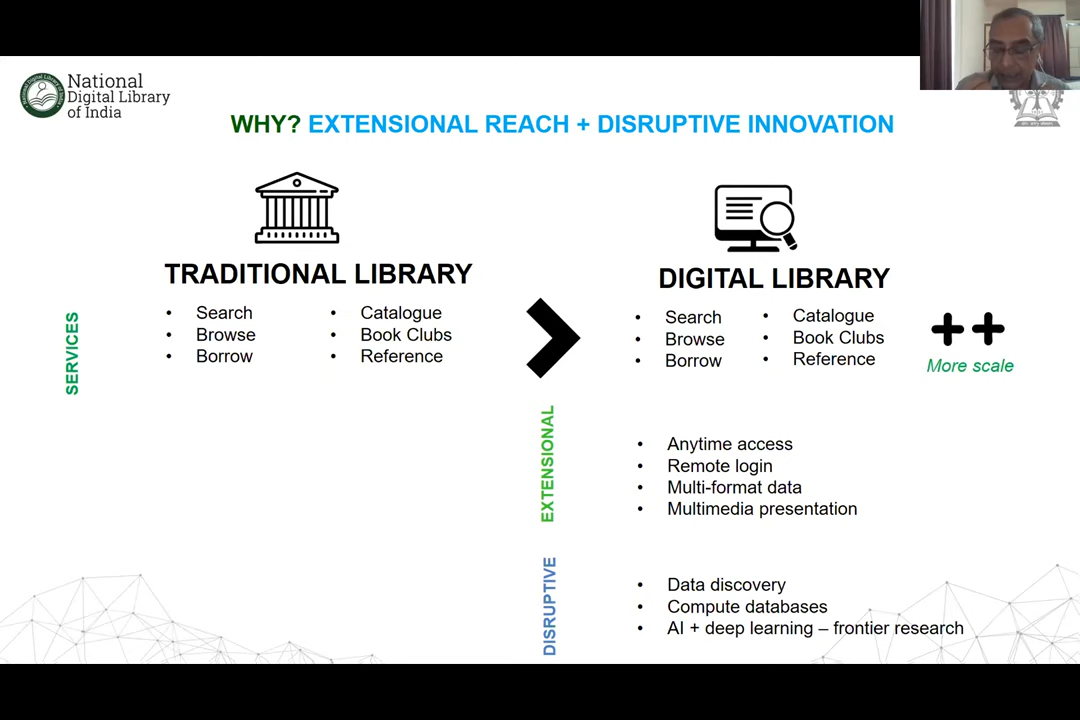 National
Digital Library
of India
WHY? EXTENSIONAL REACH + DISRUPTIVE INNOVATION
TRADITIONAL LIBRARY
• Search
• Browse
• Borrow
• Catalogue
• Book Clubs
• Reference
SERVICES
DIGITAL LIBRARY
• Search
• Browse
• Borrow
• Catalogue
• Book Clubs
• Reference
++
More scale
EXTENSIONAL
• Anytime access
• Remote login
• Multi-format data
• Multimedia presentation
DISRUPTIVE
• Data discovery
• Compute databases
• AI + deep learning – frontier research